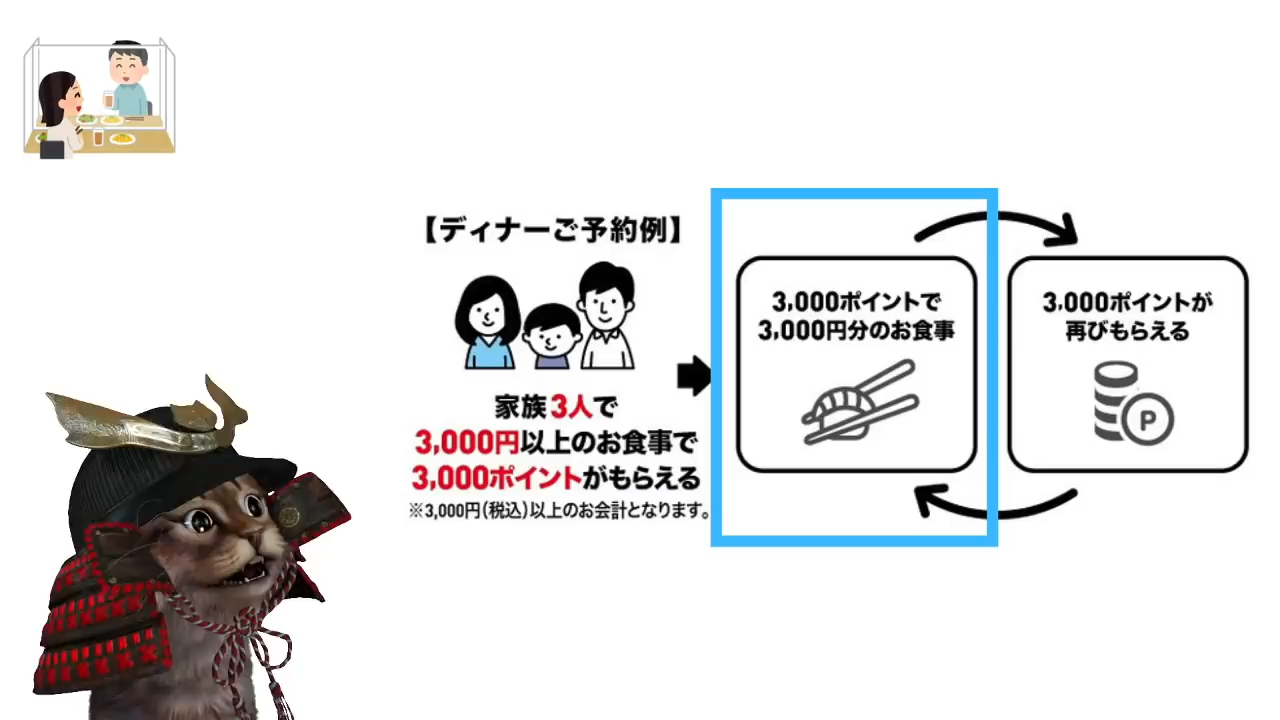 【ディナーご予約例】
家族3人で
3,000円以上のお食事で
3,000ポイントがもらえる
※3,000円(税込)以上のお会計となります。
3,000ポイントで
3,000円分のお食事
3,000ポイントが
再びもらえる
P